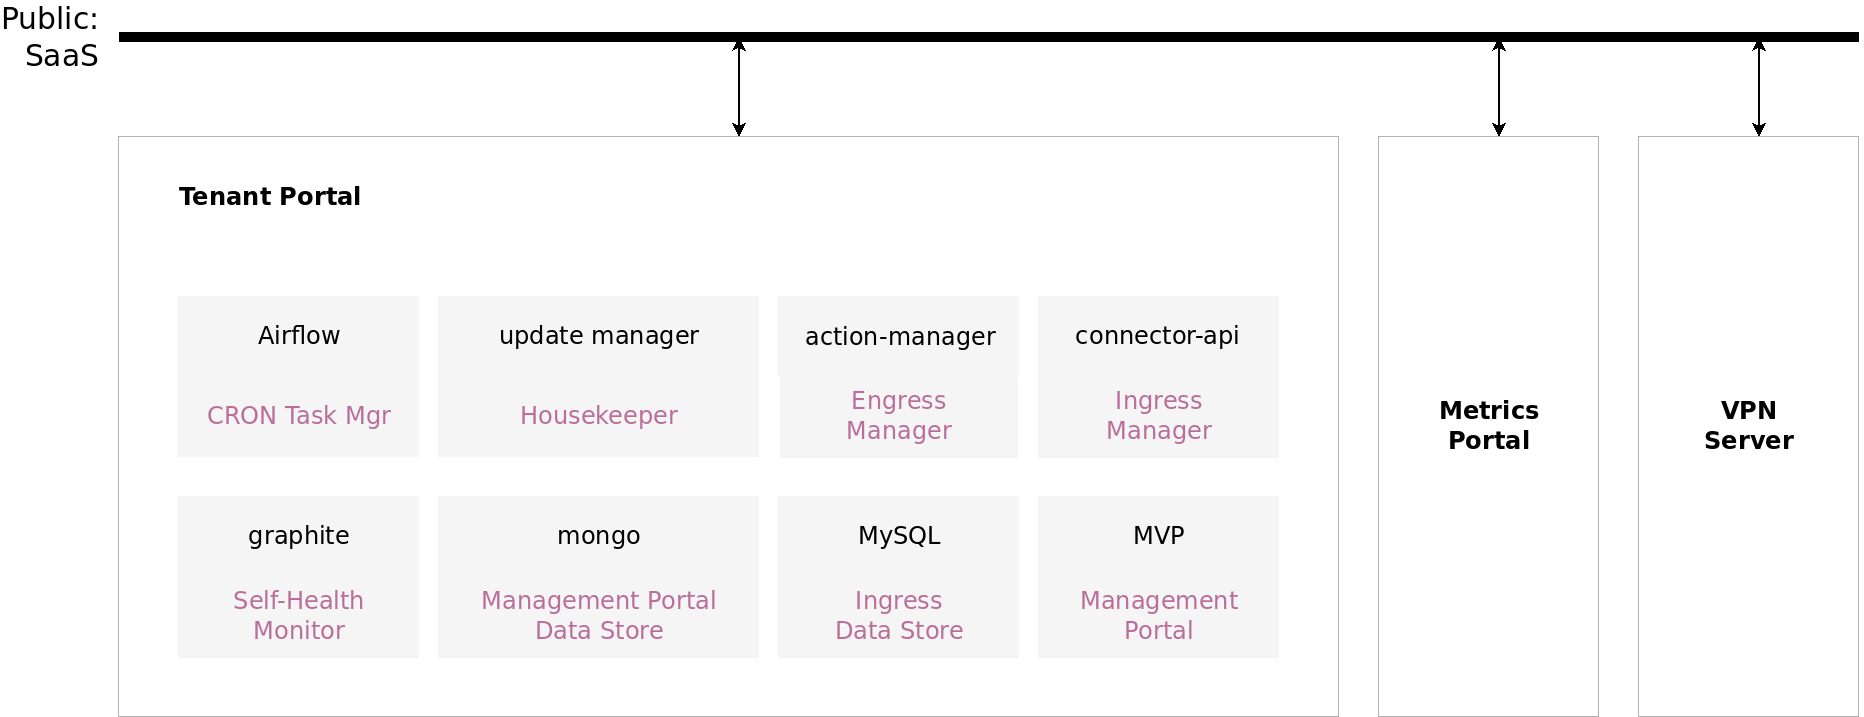 Public:
SaaS
Tenant Portal
Airflow
CRON Task Mgr
update manager
Housekeeper
action-manager
Engress
Manager
connector-api
Ingress
Manager
graphite
Self-Health
Monitor
mongo
Management Portal
Data Store
MySQL
Ingress
Data Store
MVP
Management
Portal
Metrics
Portal
VPN
Server